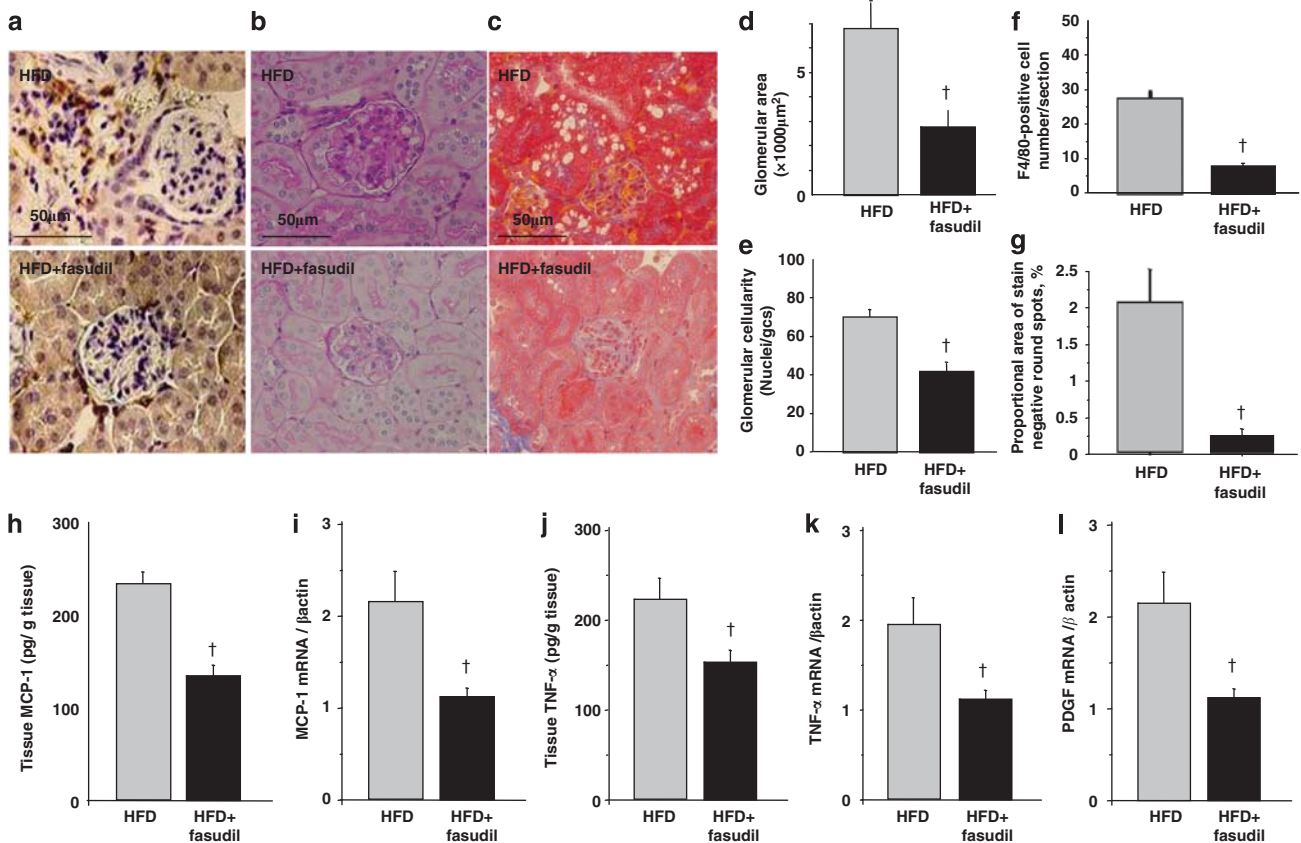 a
HFD
50μm
HFD+fasudil
b
HFD
50μm
HFD+fasudil
c
HFD
50μm
HFD+fasudil
d
Glomerular area
(×1000μm²)
5
0
HFD
HFD+
fasudil
†
e
Glomerular cellularity
(Nuclei/gcs)
100
80
60
40
20
0
HFD
HFD+
fasudil
†
f
F4/80-positive cell
number/section
50
40
30
20
10
0
HFD
HFD+
fasudil
†
g
Proportional area of stain
negative round spots, %
2.5
2
1.5
1
0.5
0
HFD
HFD+
fasudil
†
h
Tissue MCP-1 (pg/ g tissue)
300
200
100
0
HFD
HFD+
fasudil
†
i
MCP-1 mRNA / βactin
3
2
1
0
HFD
HFD+
fasudil
†
j
Tissue TNF-α (pg/g tissue)
300
200
100
0
HFD
HFD+
fasudil
†
k
TNF-α mRNA /βactin
3
2
1
0
HFD
HFD+
fasudil
†
l
PDGF mRNA /β actin
3
2
1
0
HFD
HFD+
fasudil
†